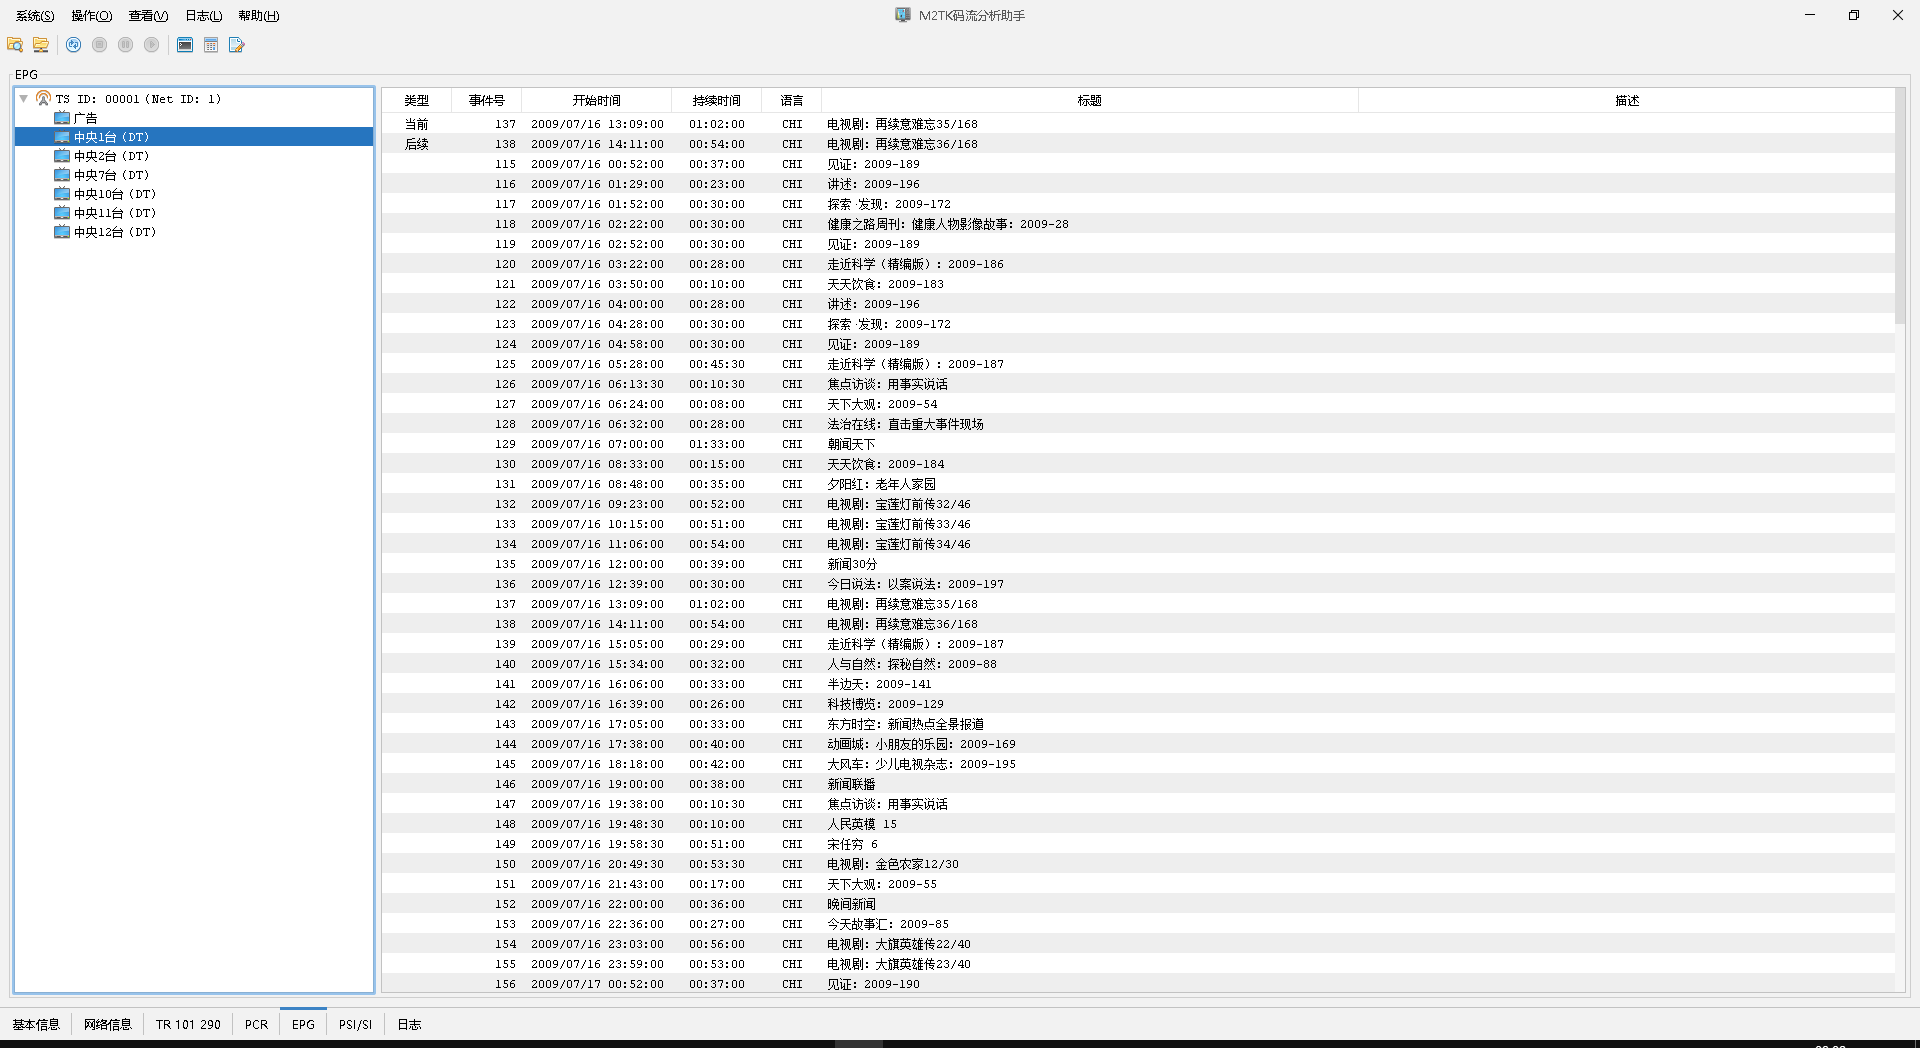 系统(S) 操作(O) 查看(V) 日志(L) 帮助(H)
M2TK码流分析助手
EPG
TS ID: 00001(Net ID: 1)
广告
中央1台(DT)
中央2台(DT)
中央7台(DT)
中央10台(DT)
中央11台(DT)
中央12台(DT)
类型 事件号 开始时间 持续时间 语言 标题 描述
当前 137 2009/07/16 13:09:00 01:02:00 CHI 电视剧: 再续意难忘35/168
后续 138 2009/07/16 14:11:00 00:54:00 CHI 电视剧: 再续意难忘36/168
115 2009/07/16 00:52:00 00:37:00 CHI 见证: 2009-189
116 2009/07/16 01:29:00 00:23:00 CHI 讲述: 2009-196
117 2009/07/16 01:52:00 00:30:00 CHI 探索·发现: 2009-172
118 2009/07/16 02:22:00 00:30:00 CHI 健康之路周刊: 健康人物影像故事: 2009-28
119 2009/07/16 02:52:00 00:30:00 CHI 见证: 2009-189
120 2009/07/16 03:22:00 00:28:00 CHI 走近科学(精编版): 2009-186
121 2009/07/16 03:50:00 00:10:00 CHI 天天饮食: 2009-183
122 2009/07/16 04:00:00 00:28:00 CHI 讲述: 2009-196
123 2009/07/16 04:28:00 00:30:00 CHI 探索·发现: 2009-172
124 2009/07/16 04:58:00 00:30:00 CHI 见证: 2009-189
125 2009/07/16 05:28:00 00:45:30 CHI 走近科学(精编版): 2009-187
126 2009/07/16 06:13:30 00:10:30 CHI 焦点访谈: 用事实说话
127 2009/07/16 06:24:00 00:08:00 CHI 天下大观: 2009-54
128 2009/07/16 06:32:00 00:28:00 CHI 法治在线: 直击重大事件现场
129 2009/07/16 07:00:00 01:33:00 CHI 朝闻天下
130 2009/07/16 08:33:00 00:15:00 CHI 天天饮食: 2009-184
131 2009/07/16 08:48:00 00:35:00 CHI 夕阳红: 老年人家园
132 2009/07/16 09:23:00 00:52:00 CHI 电视剧: 宝莲灯前传32/46
133 2009/07/16 10:15:00 00:51:00 CHI 电视剧: 宝莲灯前传33/46
134 2009/07/16 11:06:00 00:54:00 CHI 电视剧: 宝莲灯前传34/46
135 2009/07/16 12:00:00 00:39:00 CHI 新闻30分
136 2009/07/16 12:39:00 00:30:00 CHI 今日说法: 以案说法: 2009-197
137 2009/07/16 13:09:00 01:02:00 CHI 电视剧: 再续意难忘35/168
138 2009/07/16 14:11:00 00:54:00 CHI 电视剧: 再续意难忘36/168
139 2009/07/16 15:05:00 00:29:00 CHI 走近科学(精编版): 2009-187
140 2009/07/16 15:34:00 00:32:00 CHI 人与自然: 探秘自然: 2009-88
141 2009/07/16 16:06:00 00:33:00 CHI 半边天: 2009-141
142 2009/07/16 16:39:00 00:26:00 CHI 科技博览: 2009-129
143 2009/07/16 17:05:00 00:33:00 CHI 东方时空: 新闻热点全景报道
144 2009/07/16 17:38:00 00:40:00 CHI 动画城: 小朋友的乐园: 2009-169
145 2009/07/16 18:18:00 00:42:00 CHI 大风车: 少儿电视杂志: 2009-195
146 2009/07/16 19:00:00 00:38:00 CHI 新闻联播
147 2009/07/16 19:38:00 00:10:30 CHI 焦点访谈: 用事实说话
148 2009/07/16 19:48:30 00:10:00 CHI 人民英模 15
149 2009/07/16 19:58:30 00:51:00 CHI 宋任穷 6
150 2009/07/16 20:49:30 00:53:30 CHI 电视剧: 金色农家12/30
151 2009/07/16 21:43:00 00:17:00 CHI 天下大观: 2009-55
152 2009/07/16 22:00:00 00:36:00 CHI 晚间新闻
153 2009/07/16 22:36:00 00:27:00 CHI 今天故事汇: 2009-85
154 2009/07/16 23:03:00 00:56:00 CHI 电视剧: 大旗英雄传22/40
155 2009/07/16 23:59:00 00:53:00 CHI 电视剧: 大旗英雄传23/40
156 2009/07/17 00:52:00 00:37:00 CHI 见证: 2009-190
基本信息 网络信息 TR 101 290 PCR EPG PSI/SI 日志